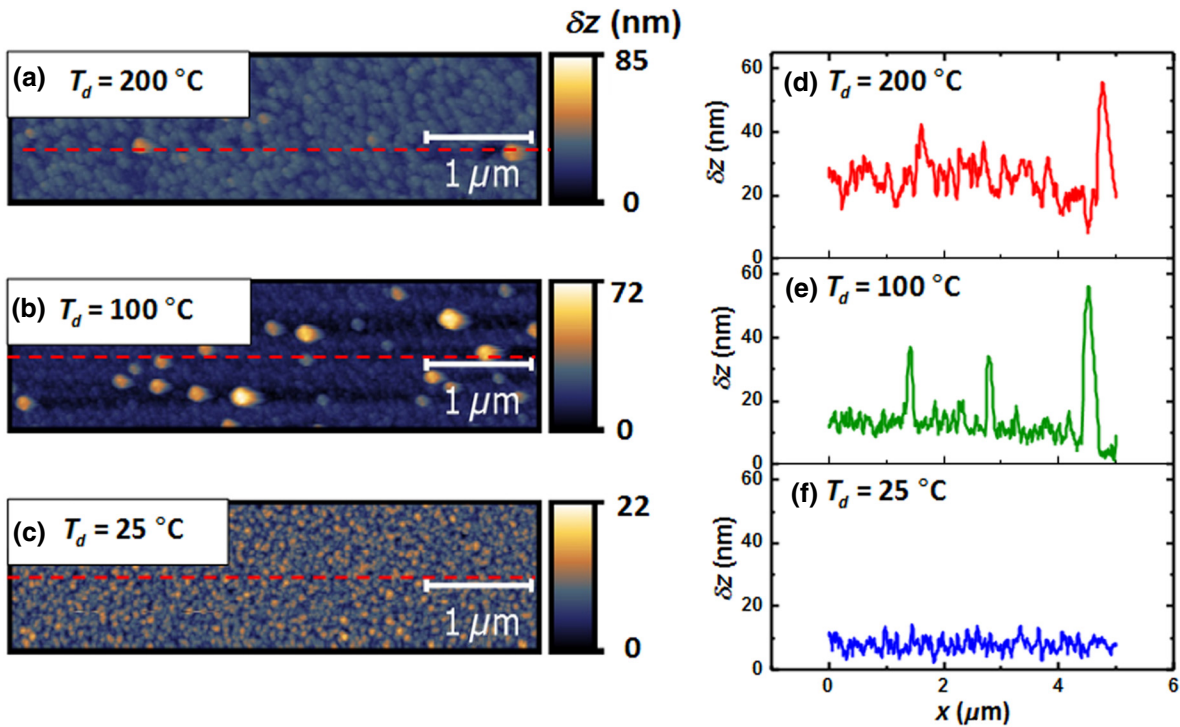 δz (nm)
(a) T_d = 200 °C
85
1 μm
0
(b) T_d = 100 °C
72
1 μm
0
(c) T_d = 25 °C
22
1 μm
0
(d) T_d = 200 °C
60
40
20
0
δz (nm)
(e) T_d = 100 °C
60
40
20
0
δz (nm)
(f) T_d = 25 °C
60
40
20
0
δz (nm)
0 2 4 6
x (μm)